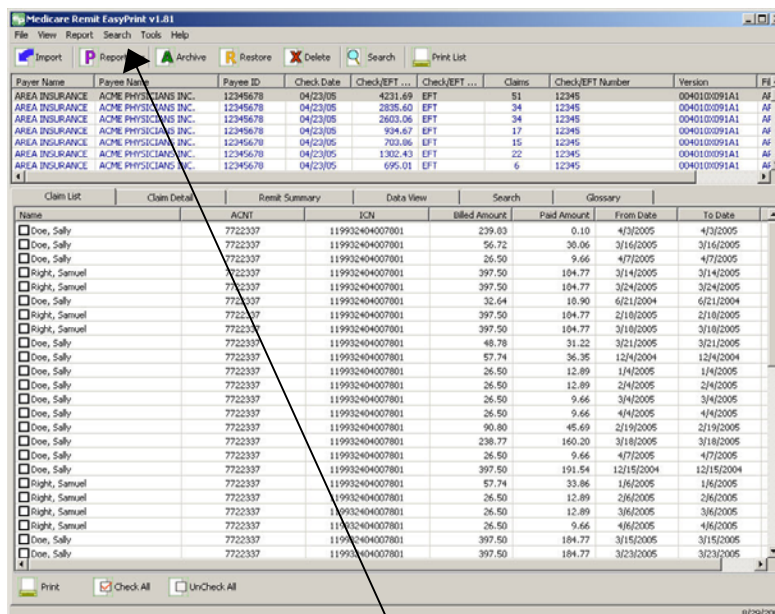 Medicare Remit EasyPrint v1.81
File View Report Search Tools Help
Import Report Archive Restore Delete Search Print List
Payer Name Payee Name Payee ID Check Date Check/EFT ... Check/EFT ... Claims Check/EFT Number Version
AREA INSURANCE ACME PHYSICIANS INC. 12345678 04/23/05 4231.69 EFT 51 12345 004010X091A1
AREA INSURANCE ACME PHYSICIANS INC. 12345678 04/23/05 2835.60 EFT 34 12345 004010X091A1
AREA INSURANCE ACME PHYSICIANS INC. 12345678 04/23/05 2603.06 EFT 34 12345 004010X091A1
AREA INSURANCE ACME PHYSICIANS INC. 12345678 04/23/05 934.67 EFT 17 12345 004010X091A1
AREA INSURANCE ACME PHYSICIANS INC. 12345678 04/23/05 703.86 EFT 15 12345 004010X091A1
AREA INSURANCE ACME PHYSICIANS INC. 12345678 04/23/05 1302.43 EFT 22 12345 004010X091A1
AREA INSURANCE ACME PHYSICIANS INC. 12345678 04/23/05 695.01 EFT 6 12345 004010X091A1
Claim List Claim Detail Remit Summary Data View Search Glossary
Name ACNT ICN Billed Amount Paid Amount From Date To Date
Doe, Sally 7722337 119932404007801 239.83 0.10 4/3/2005 4/3/2005
Doe, Sally 7722337 119932404007801 56.72 38.06 3/16/2005 3/16/2005
Doe, Sally 7722337 119932404007801 26.50 9.66 4/7/2005 4/7/2005
Right, Samuel 7722337 119932404007801 397.50 184.77 3/14/2005 3/14/2005
Right, Samuel 7722337 119932404007801 397.50 184.77 3/24/2005 3/24/2005
Doe, Sally 7722337 119932404007801 32.64 18.90 6/21/2004 6/21/2004
Right, Samuel 7722337 119932404007801 397.50 184.77 2/18/2005 2/18/2005
Right, Samuel 7722337 119932404007801 397.50 184.77 3/18/2005 3/18/2005
Doe, Sally 7722337 119932404007801 48.78 31.22 3/21/2005 3/21/2005
Doe, Sally 7722337 119932404007801 57.74 36.35 12/4/2004 12/4/2004
Doe, Sally 7722337 119932404007801 26.50 12.89 1/4/2005 1/4/2005
Doe, Sally 7722337 119932404007801 26.50 12.89 2/4/2005 2/4/2005
Doe, Sally 7722337 119932404007801 26.50 9.66 3/4/2005 3/4/2005
Doe, Sally 7722337 119932404007801 26.50 9.66 4/4/2005 4/4/2005
Doe, Sally 7722337 119932404007801 90.80 45.69 2/19/2005 2/19/2005
Doe, Sally 7722337 119932404007801 238.77 160.20 3/18/2005 3/18/2005
Doe, Sally 7722337 119932404007801 26.50 9.66 4/7/2005 4/7/2005
Doe, Sally 7722337 119932404007801 397.50 191.54 12/15/2004 12/15/2004
Right, Samuel 7722337 119932404007801 57.74 33.86 1/6/2005 1/6/2005
Right, Samuel 7722337 119932404007801 26.50 12.89 2/6/2005 2/6/2005
Right, Samuel 7722337 119932404007801 26.50 12.89 3/6/2005 3/6/2005
Right, Samuel 7722337 119932404007801 26.50 9.66 4/6/2005 4/6/2005
Doe, Sally 7722337 119932404007801 397.50 184.77 3/15/2005 3/15/2005
Doe, Sally 7722337 119932404007801 397.50 184.77 3/23/2005 3/23/2005
Print Check All UnCheck All